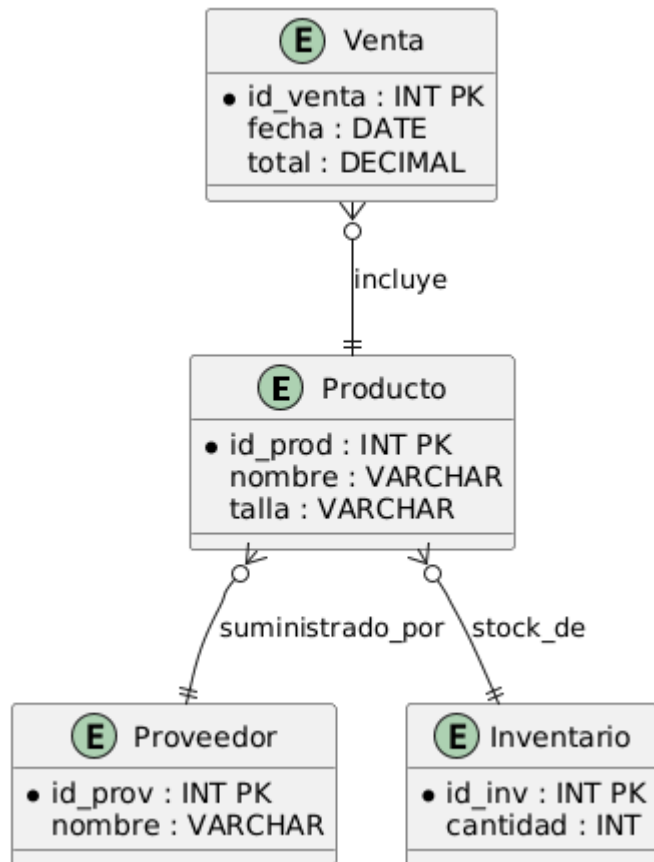 E Venta
id_venta : INT PK
fecha : DATE
total : DECIMAL
incluye
E Producto
id_prod : INT PK
nombre : VARCHAR
talla : VARCHAR
suministrado_por
stock_de
E Proveedor
id_prov : INT PK
nombre : VARCHAR
E Inventario
id_inv : INT PK
cantidad : INT